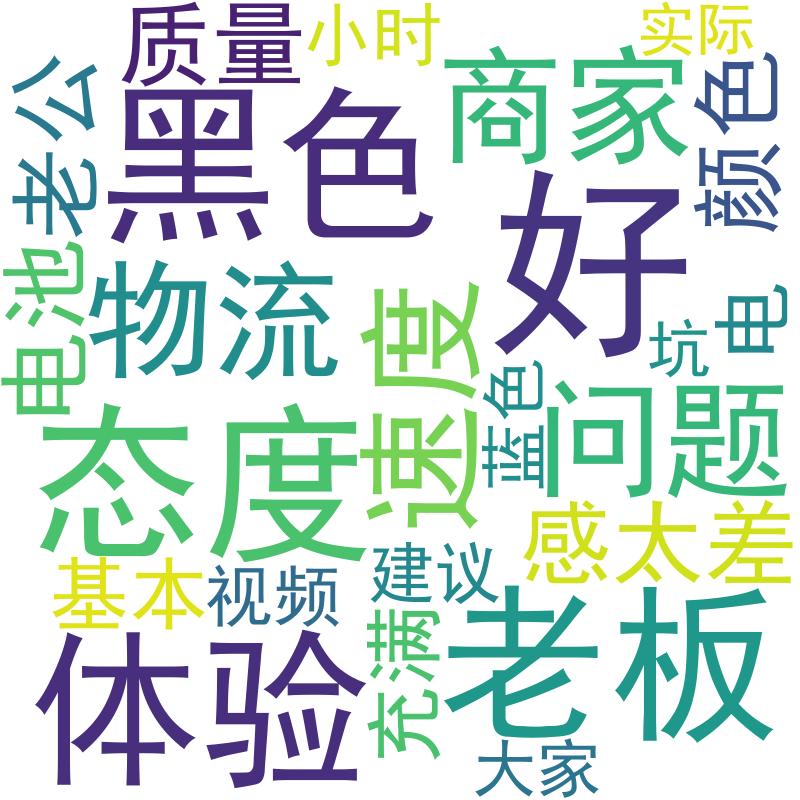 质量
小时
实际
黑色
商家
颜色
老公
好
物流
电池
速度
电
坑
蓝色
问题
态度
感太差
基本
视频
建议
充满
老板
体验
大家